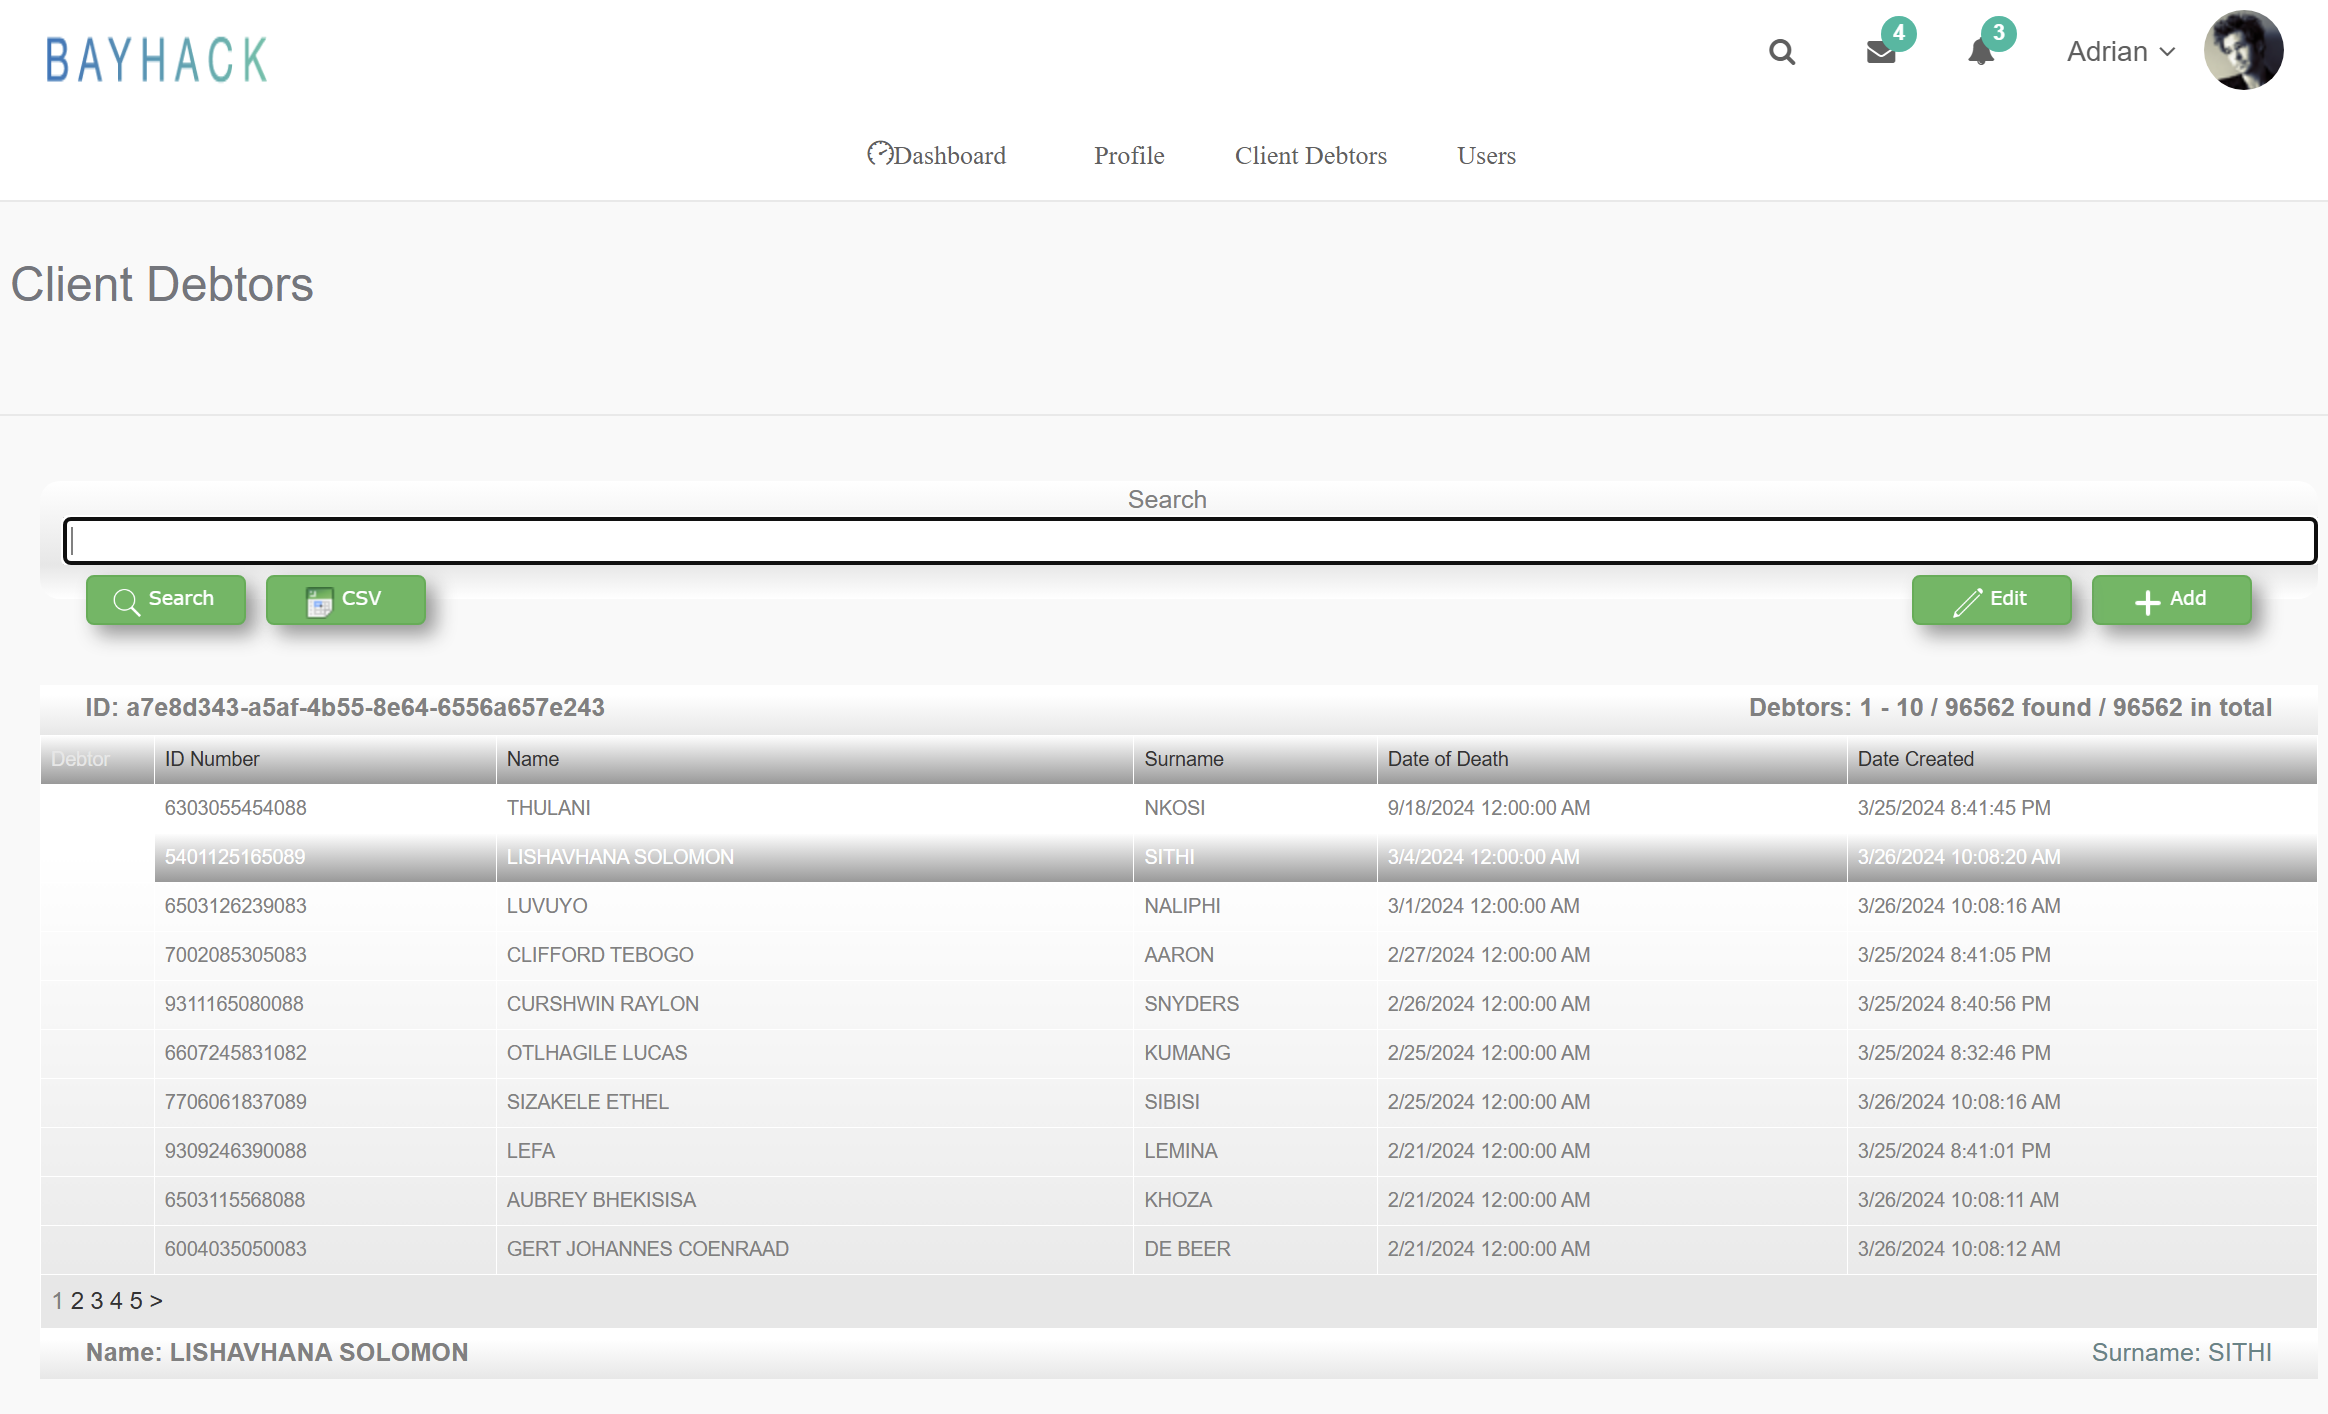 BAYHACK
4
3
Adrian
Dashboard Profile Client Debtors Users
Client Debtors
Search
Search CSV Edit Add
ID: a7e8d343-a5af-4b55-8e64-6556a657e243 Debtors: 1 - 10 / 96562 found / 96562 in total
Debtor ID Number Name Surname Date of Death Date Created
6303055454088 THULANI NKOSI 9/18/2024 12:00:00 AM 3/25/2024 8:41:45 PM
5401125165089 LISHAVHANA SOLOMON SITHI 3/4/2024 12:00:00 AM 3/26/2024 10:08:20 AM
6503126239083 LUVUYO NALIPHI 3/1/2024 12:00:00 AM 3/26/2024 10:08:16 AM
7002085305083 CLIFFORD TEBOGO AARON 2/27/2024 12:00:00 AM 3/25/2024 8:41:05 PM
9311165080088 CURSHWIN RAYLON SNYDERS 2/26/2024 12:00:00 AM 3/25/2024 8:40:56 PM
6607245831082 OTLHAGILE LUCAS KUMANG 2/25/2024 12:00:00 AM 3/25/2024 8:32:46 PM
7706061837089 SIZAKELE ETHEL SIBISI 2/25/2024 12:00:00 AM 3/26/2024 10:08:16 AM
9309246390088 LEFA LEMINA 2/21/2024 12:00:00 AM 3/25/2024 8:41:01 PM
6503115568088 AUBREY BHEKISISA KHOZA 2/21/2024 12:00:00 AM 3/26/2024 10:08:11 AM
6004035050083 GERT JOHANNES COENRAAD DE BEER 2/21/2024 12:00:00 AM 3/26/2024 10:08:12 AM
1 2 3 4 5 >
Name: LISHAVHANA SOLOMON Surname: SITHI